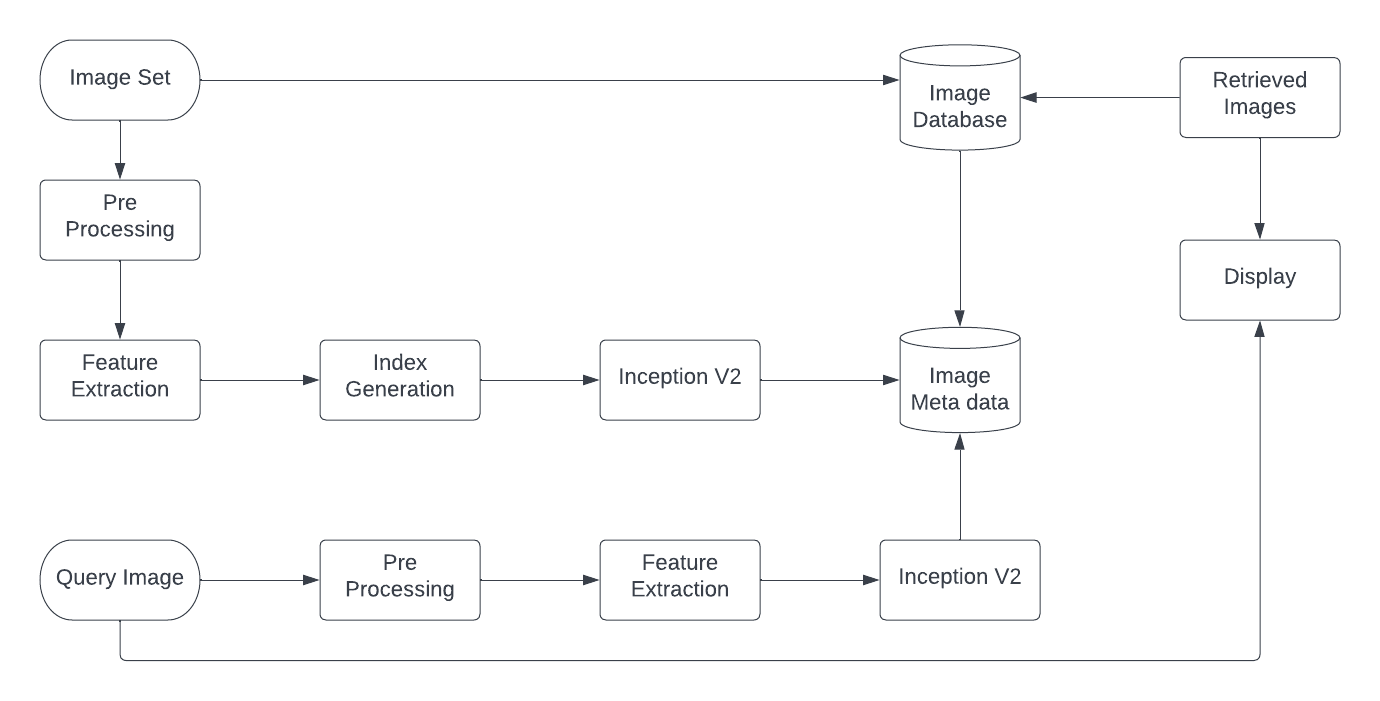 Image Set
Image
Database
Retrieved
Images
Pre
Processing
Display
Feature
Extraction
Index
Generation
Inception V2
Image
Meta data
Query Image
Pre
Processing
Feature
Extraction
Inception V2